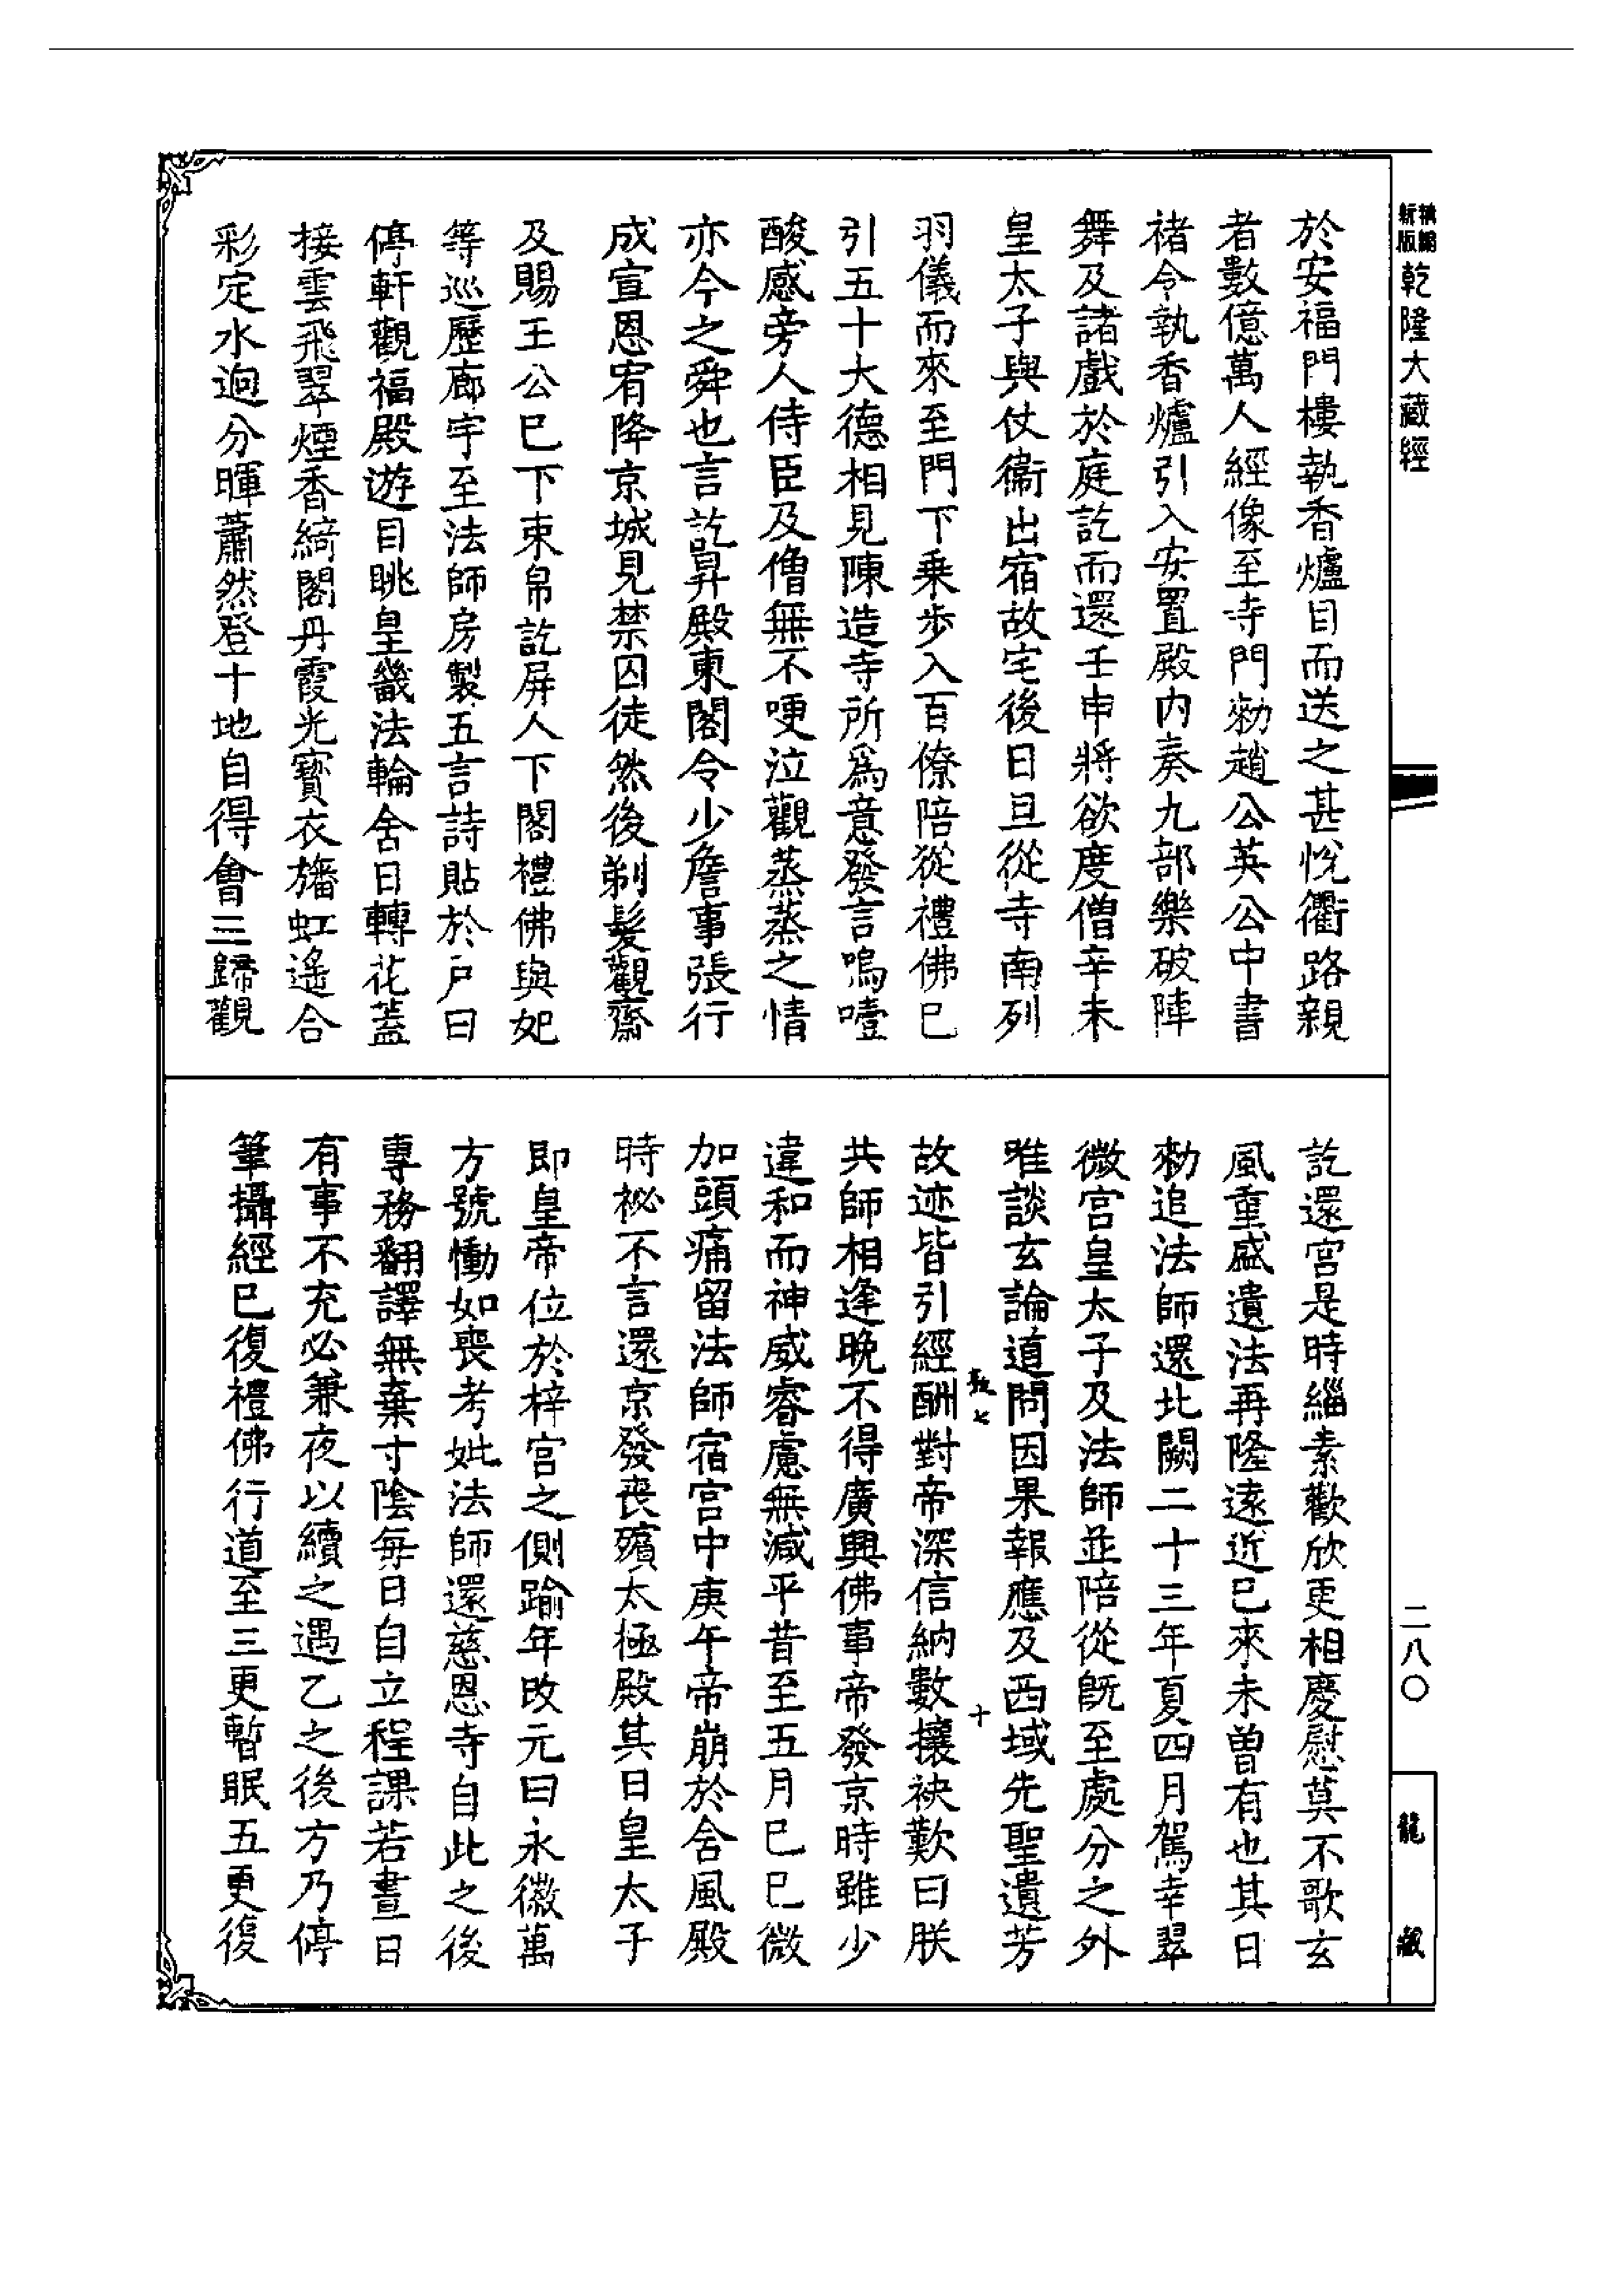 精縮新版乾隆大藏經
於安福門樓執香爐目而送之甚悅衢路親
者數億萬人經像至寺門勑趙公英公中書
褚令執香爐引入安置殿内奏九部樂破陣
舞及諸戲於庭訖而還壬申將欲度僧辛未
皇太子與仗衞出宿故宅後日旦從寺南列
羽儀而來至門下乗步入百僚陪從禮佛已
引五十大德相見陳造寺所爲意發言嗚噎
酸感旁人侍臣及僧無不哽泣觀蒸蒸之情
亦今之舜也言訖昇殿東閣令少詹事張行
成宣恩宥降京城見禁囚徒然後剃髮觀齋
及賜王公已下束帛訖屏人下閣禮佛與妃
等巡歷廊宇至法師房製五言詩貼於戶曰
停軒觀福殿遊目眺皇畿法輪含日轉花蓋
接雲飛翠煙香綺閣丹霞光寶衣旛虹遥合
彩定水迥分暉蕭然登十地自得會三歸觀
訖還宫是時緇素歡欣更相慶慰莫不歌玄
風重盛遺法再隆遠近已來未曾有也其日
勑追法師還北闕二十三年夏四月駕幸翠
微宫皇太子及法師並陪從既至處分之外
唯談玄論道問因果報應及西域先聖遺芳
故迹皆引經酬對帝深信納數攘袂歎曰朕
共師相逢晚不得廣興佛事帝發京時雖少
違和而神威睿慮無減平昔至五月己巳微
加頭痛留法師宿宫中庚午帝崩於含風殿
時祕不言還京發喪殯太極殿其日皇太子
即皇帝位於梓宫之側踰年改元曰永徽萬
方號慟如喪考妣法師還慈恩寺自此之後
專務翻譯無棄寸陰每日自立程課若晝日
有事不充必兼夜以續之遇乙之後方乃停
筆攝經已復禮佛行道至三更暫眠五更復
二八〇
龍藏
十